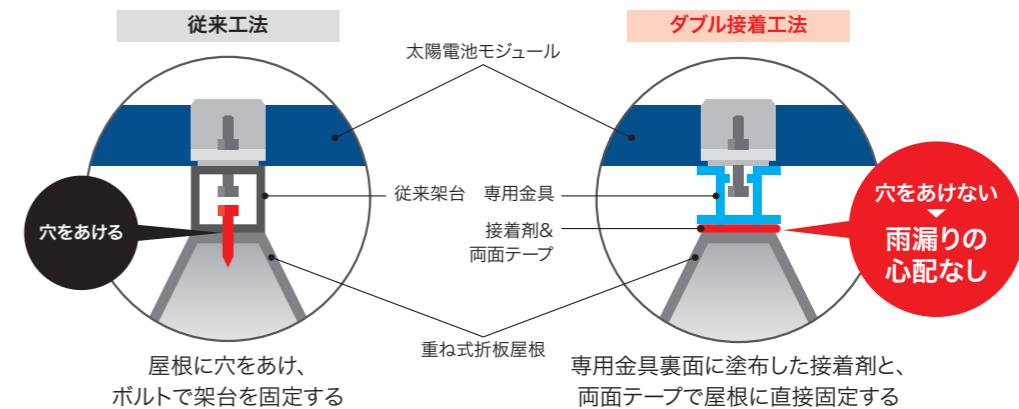 従来工法
ダブル接着工法
太陽電池モジュール
従来架台
専用金具
接着剤&
両面テープ
重ね式折板屋根
穴をあける
穴をあけない
▼
雨漏りの
心配なし
屋根に穴をあけ、
ボルトで架台を固定する
専用金具裏面に塗布した接着剤と、
両面テープで屋根に直接固定する